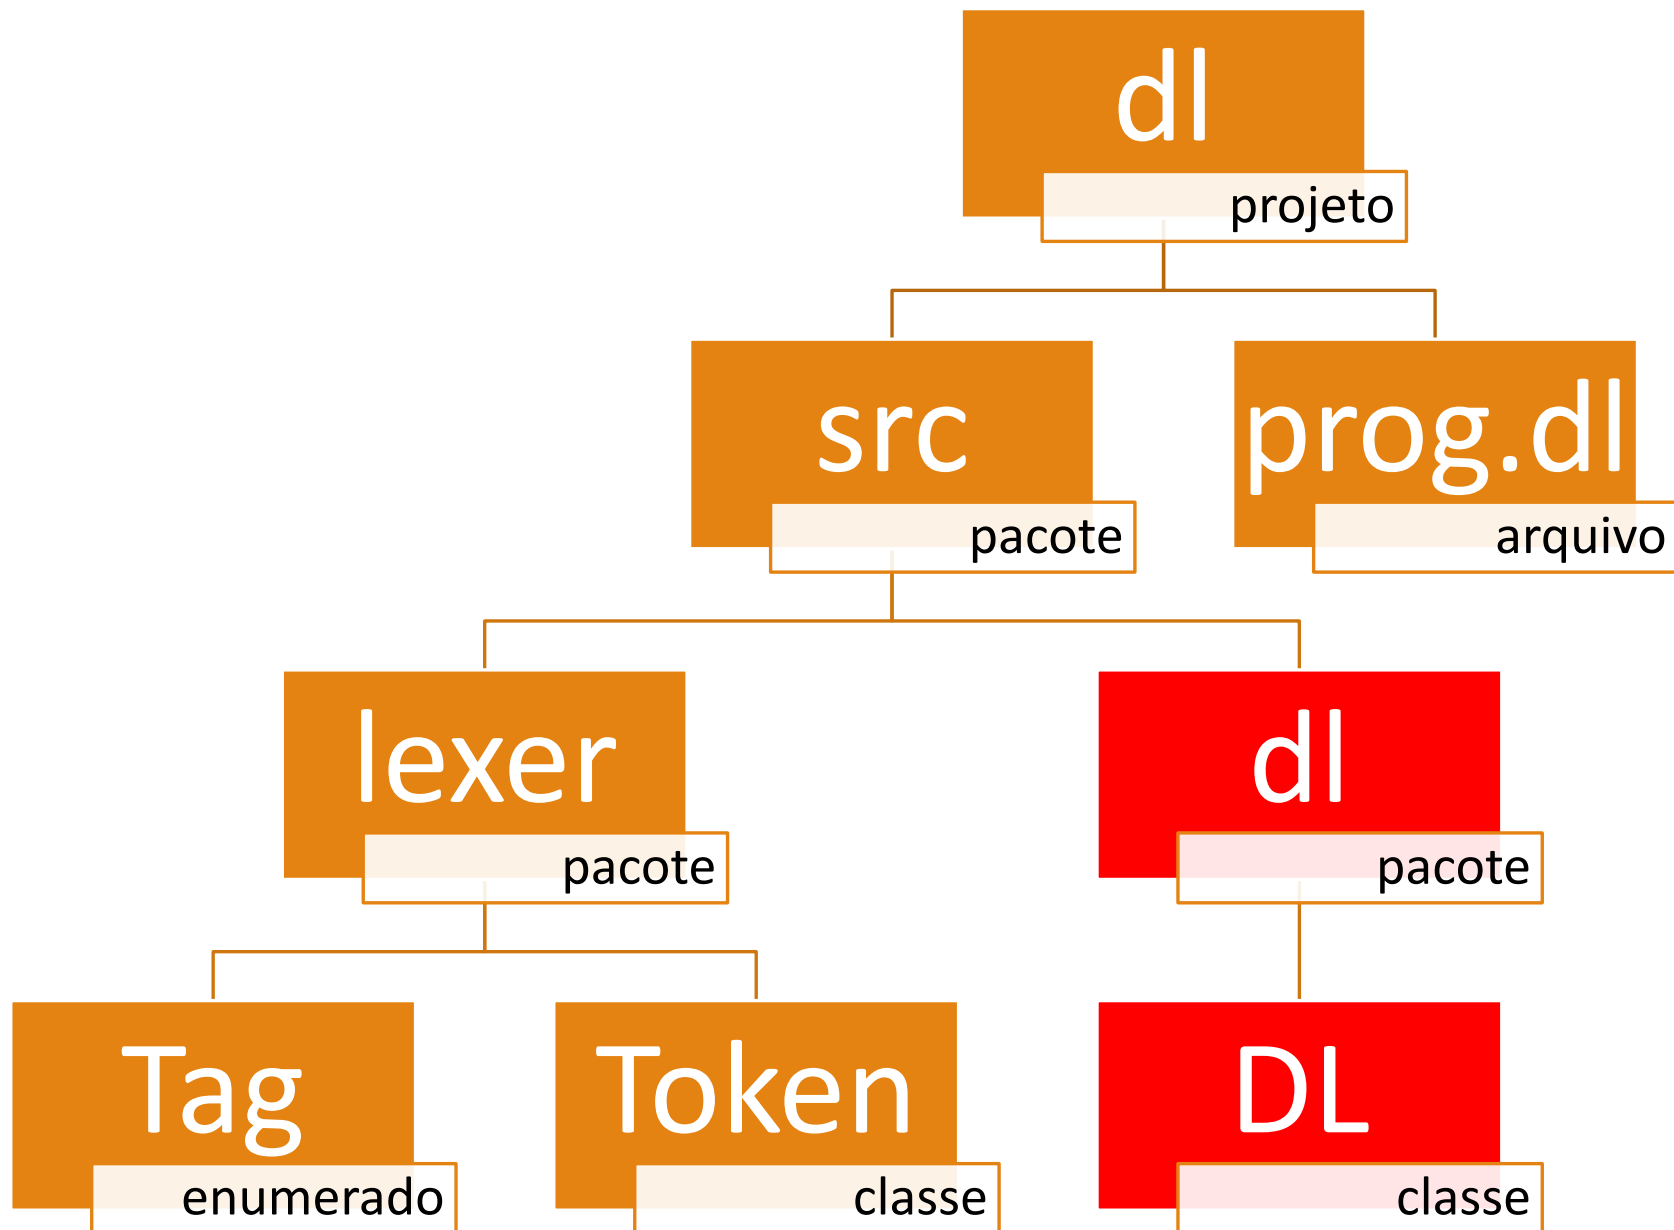 dl
projeto
src
pacote
prog.dl
arquivo
lexer
pacote
dl
pacote
Tag
enumerado
Token
classe
DL
classe